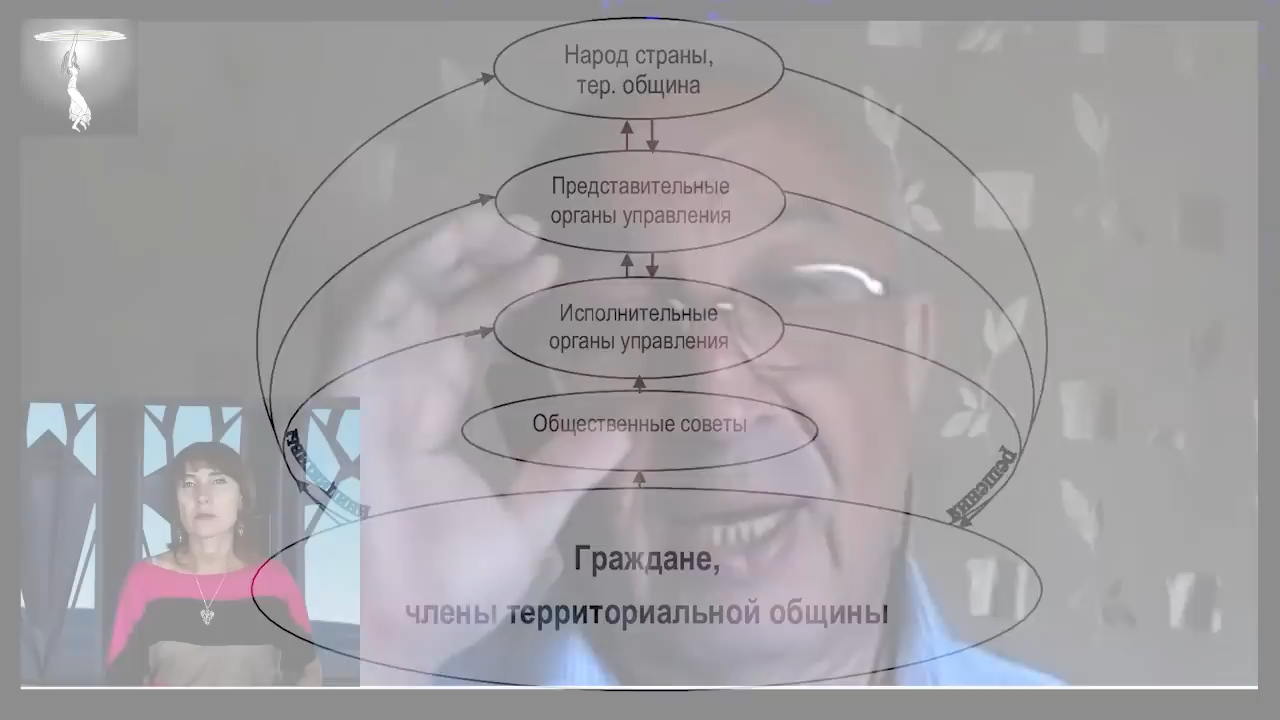 Народ страны,
тер. община
Представительные
органы управления
Исполнительные
органы управления
Общественные советы
Решения
Граждане,
члены территориальной общины